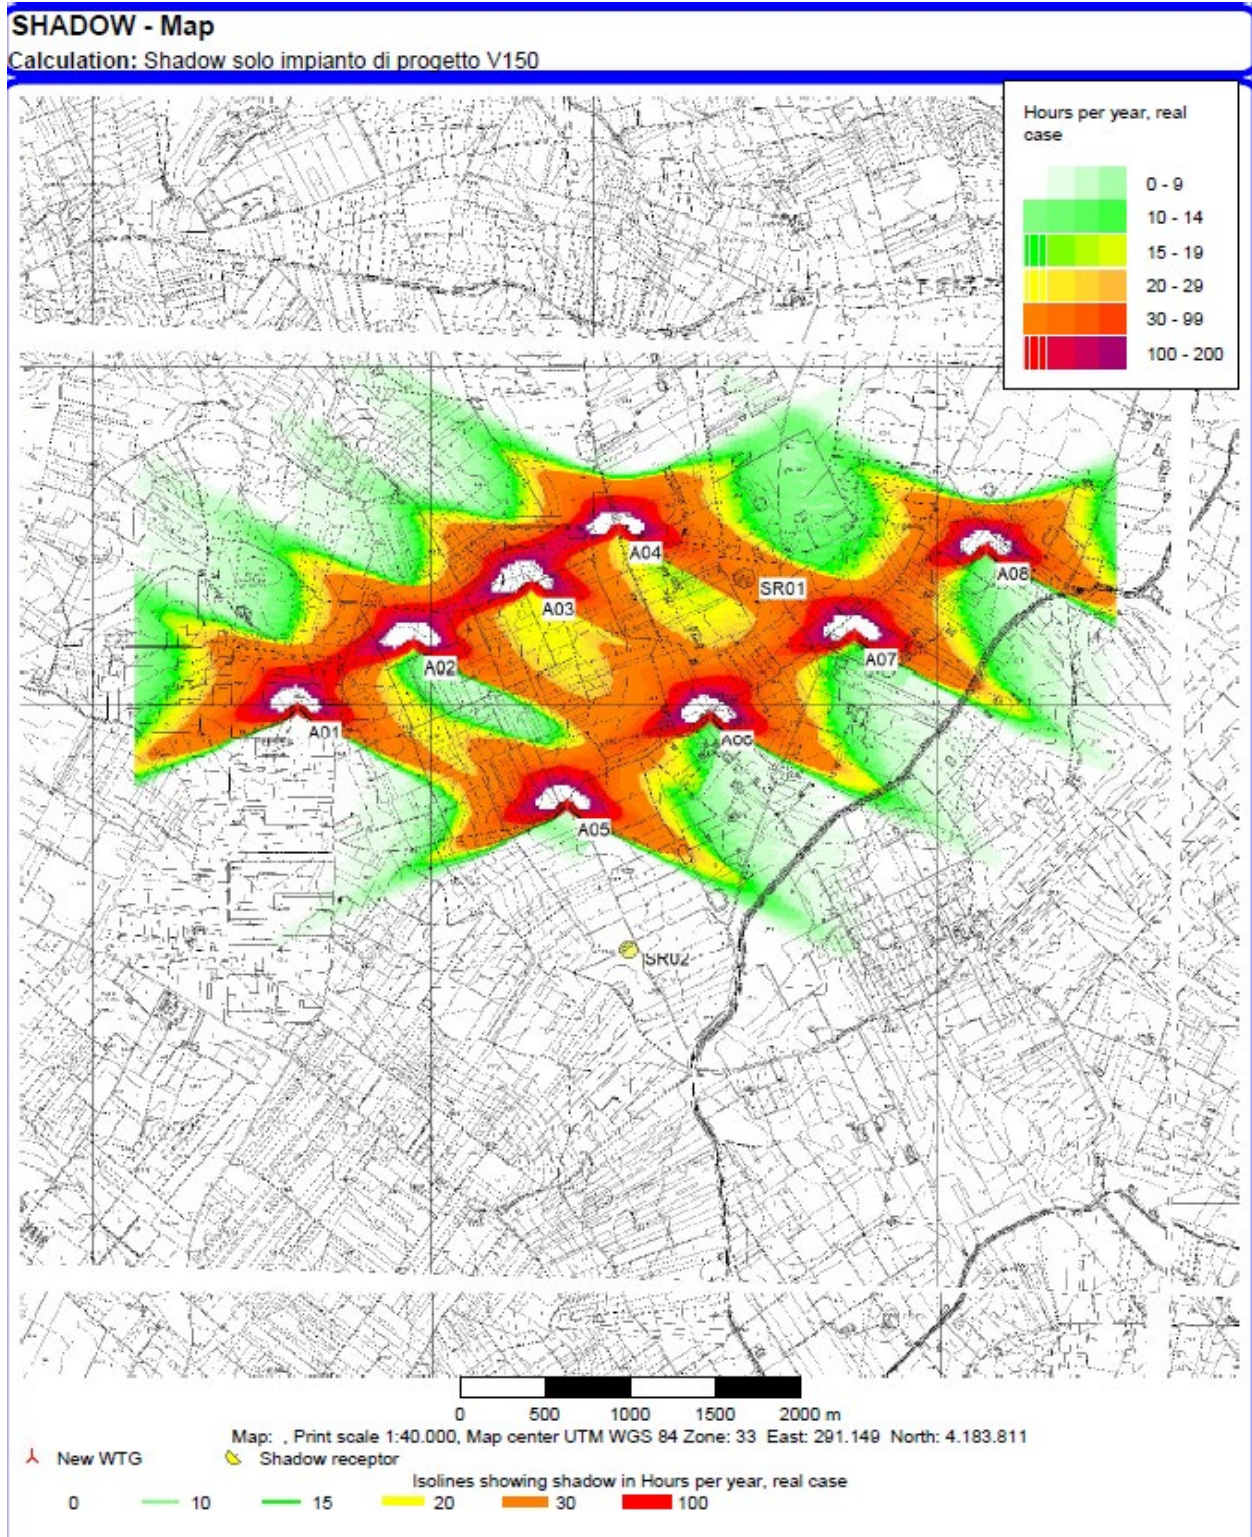 SHADOW - Map
Calculation: Shadow solo impianto di progetto V150
Hours per year, real
case
0 - 9
10 - 14
15 - 19
20 - 29
30 - 99
100 - 200
A04
A08
SR01
A03
A07
A02
A01
A06
A05
SR02
0 500 1000 1500 2000 m
Map: , Print scale 1:40.000, Map center UTM WGS 84 Zone: 33 East: 291.149 North: 4.183.811
New WTG Shadow receptor
Isolines showing shadow in Hours per year, real case
0 10 15 20 30 100